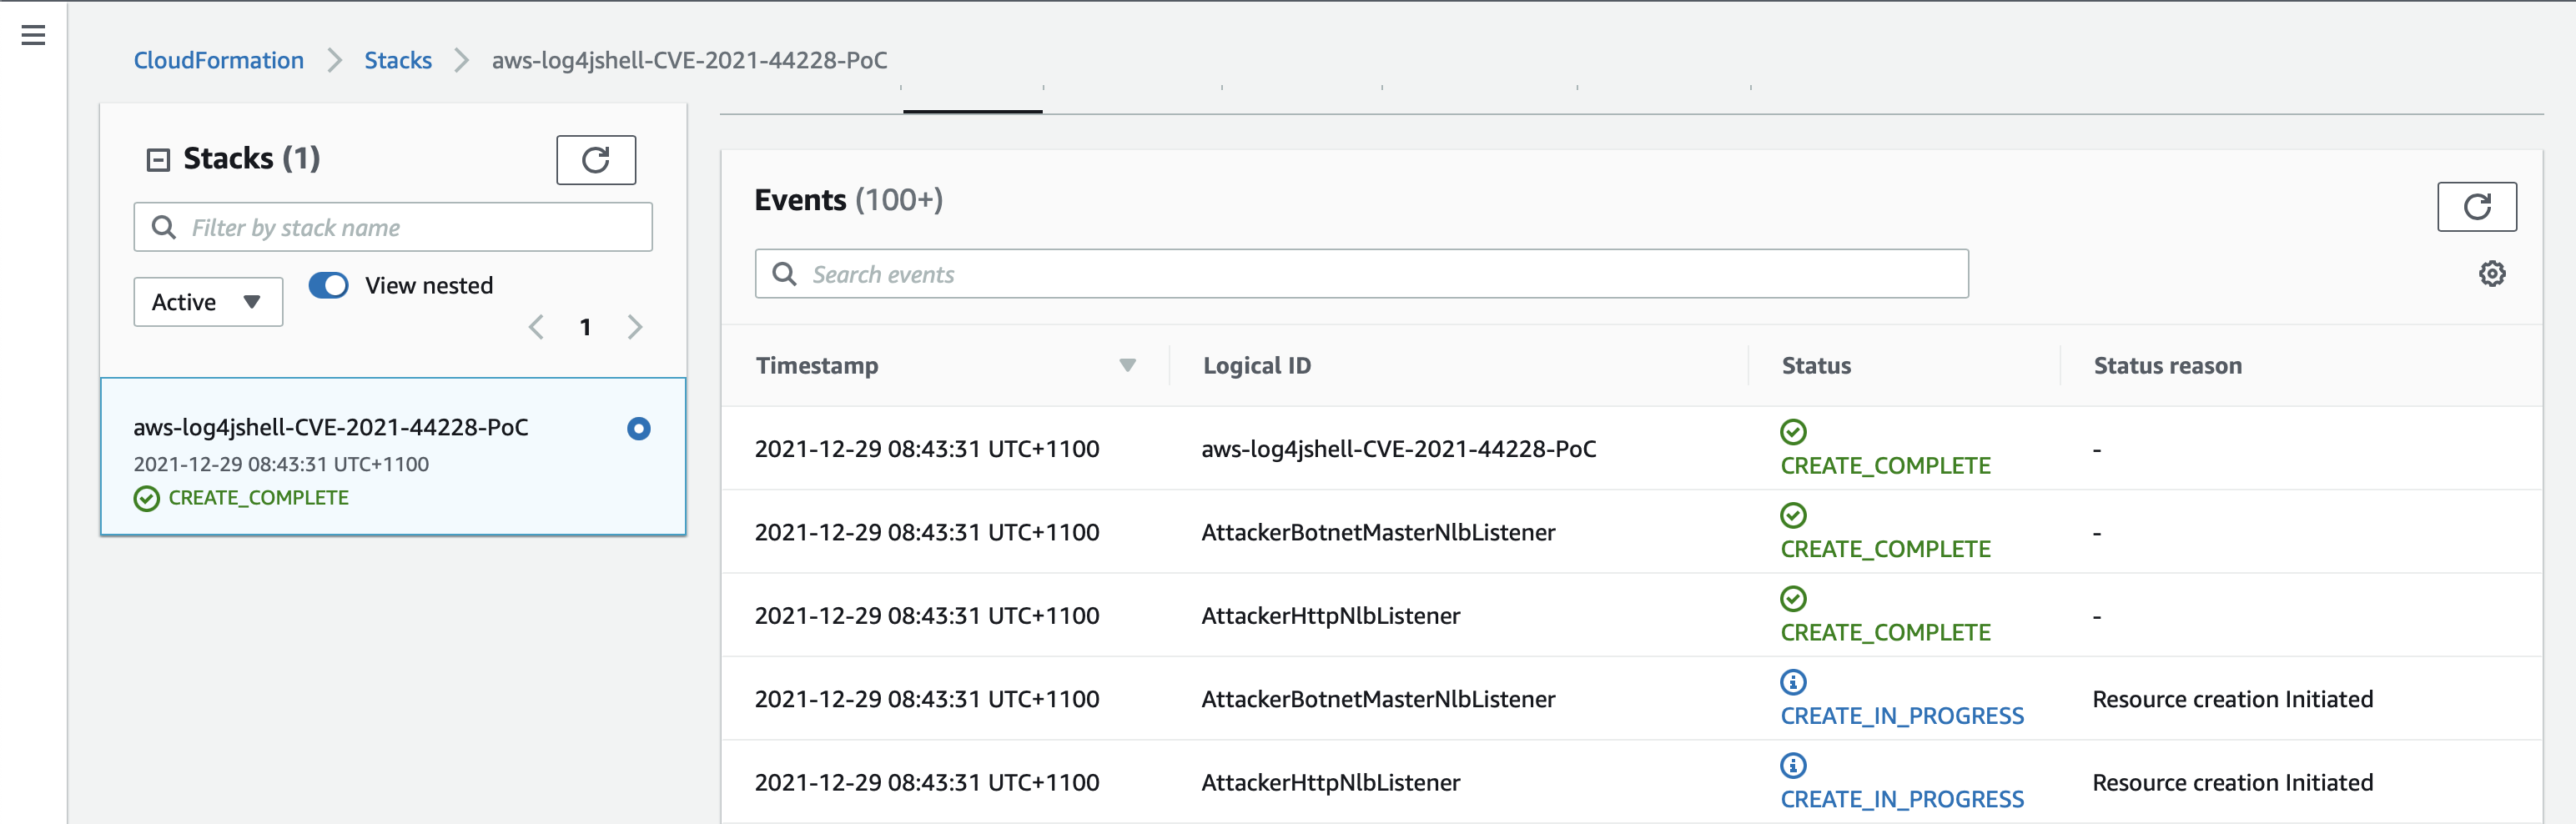 CloudFormation > Stacks > aws-log4jshell-CVE-2021-44228-PoC
Stacks (1)
Filter by stack name
Active
View nested
1
aws-log4jshell-CVE-2021-44228-PoC
2021-12-29 08:43:31 UTC+1100
CREATE_COMPLETE
Events (100+)
Search events
Timestamp Logical ID Status Status reason
2021-12-29 08:43:31 UTC+1100 aws-log4jshell-CVE-2021-44228-PoC CREATE_COMPLETE -
2021-12-29 08:43:31 UTC+1100 AttackerBotnetMasterNlbListener CREATE_COMPLETE -
2021-12-29 08:43:31 UTC+1100 AttackerHttpNlbListener CREATE_COMPLETE -
2021-12-29 08:43:31 UTC+1100 AttackerBotnetMasterNlbListener CREATE_IN_PROGRESS Resource creation Initiated
2021-12-29 08:43:31 UTC+1100 AttackerHttpNlbListener CREATE_IN_PROGRESS Resource creation Initiated